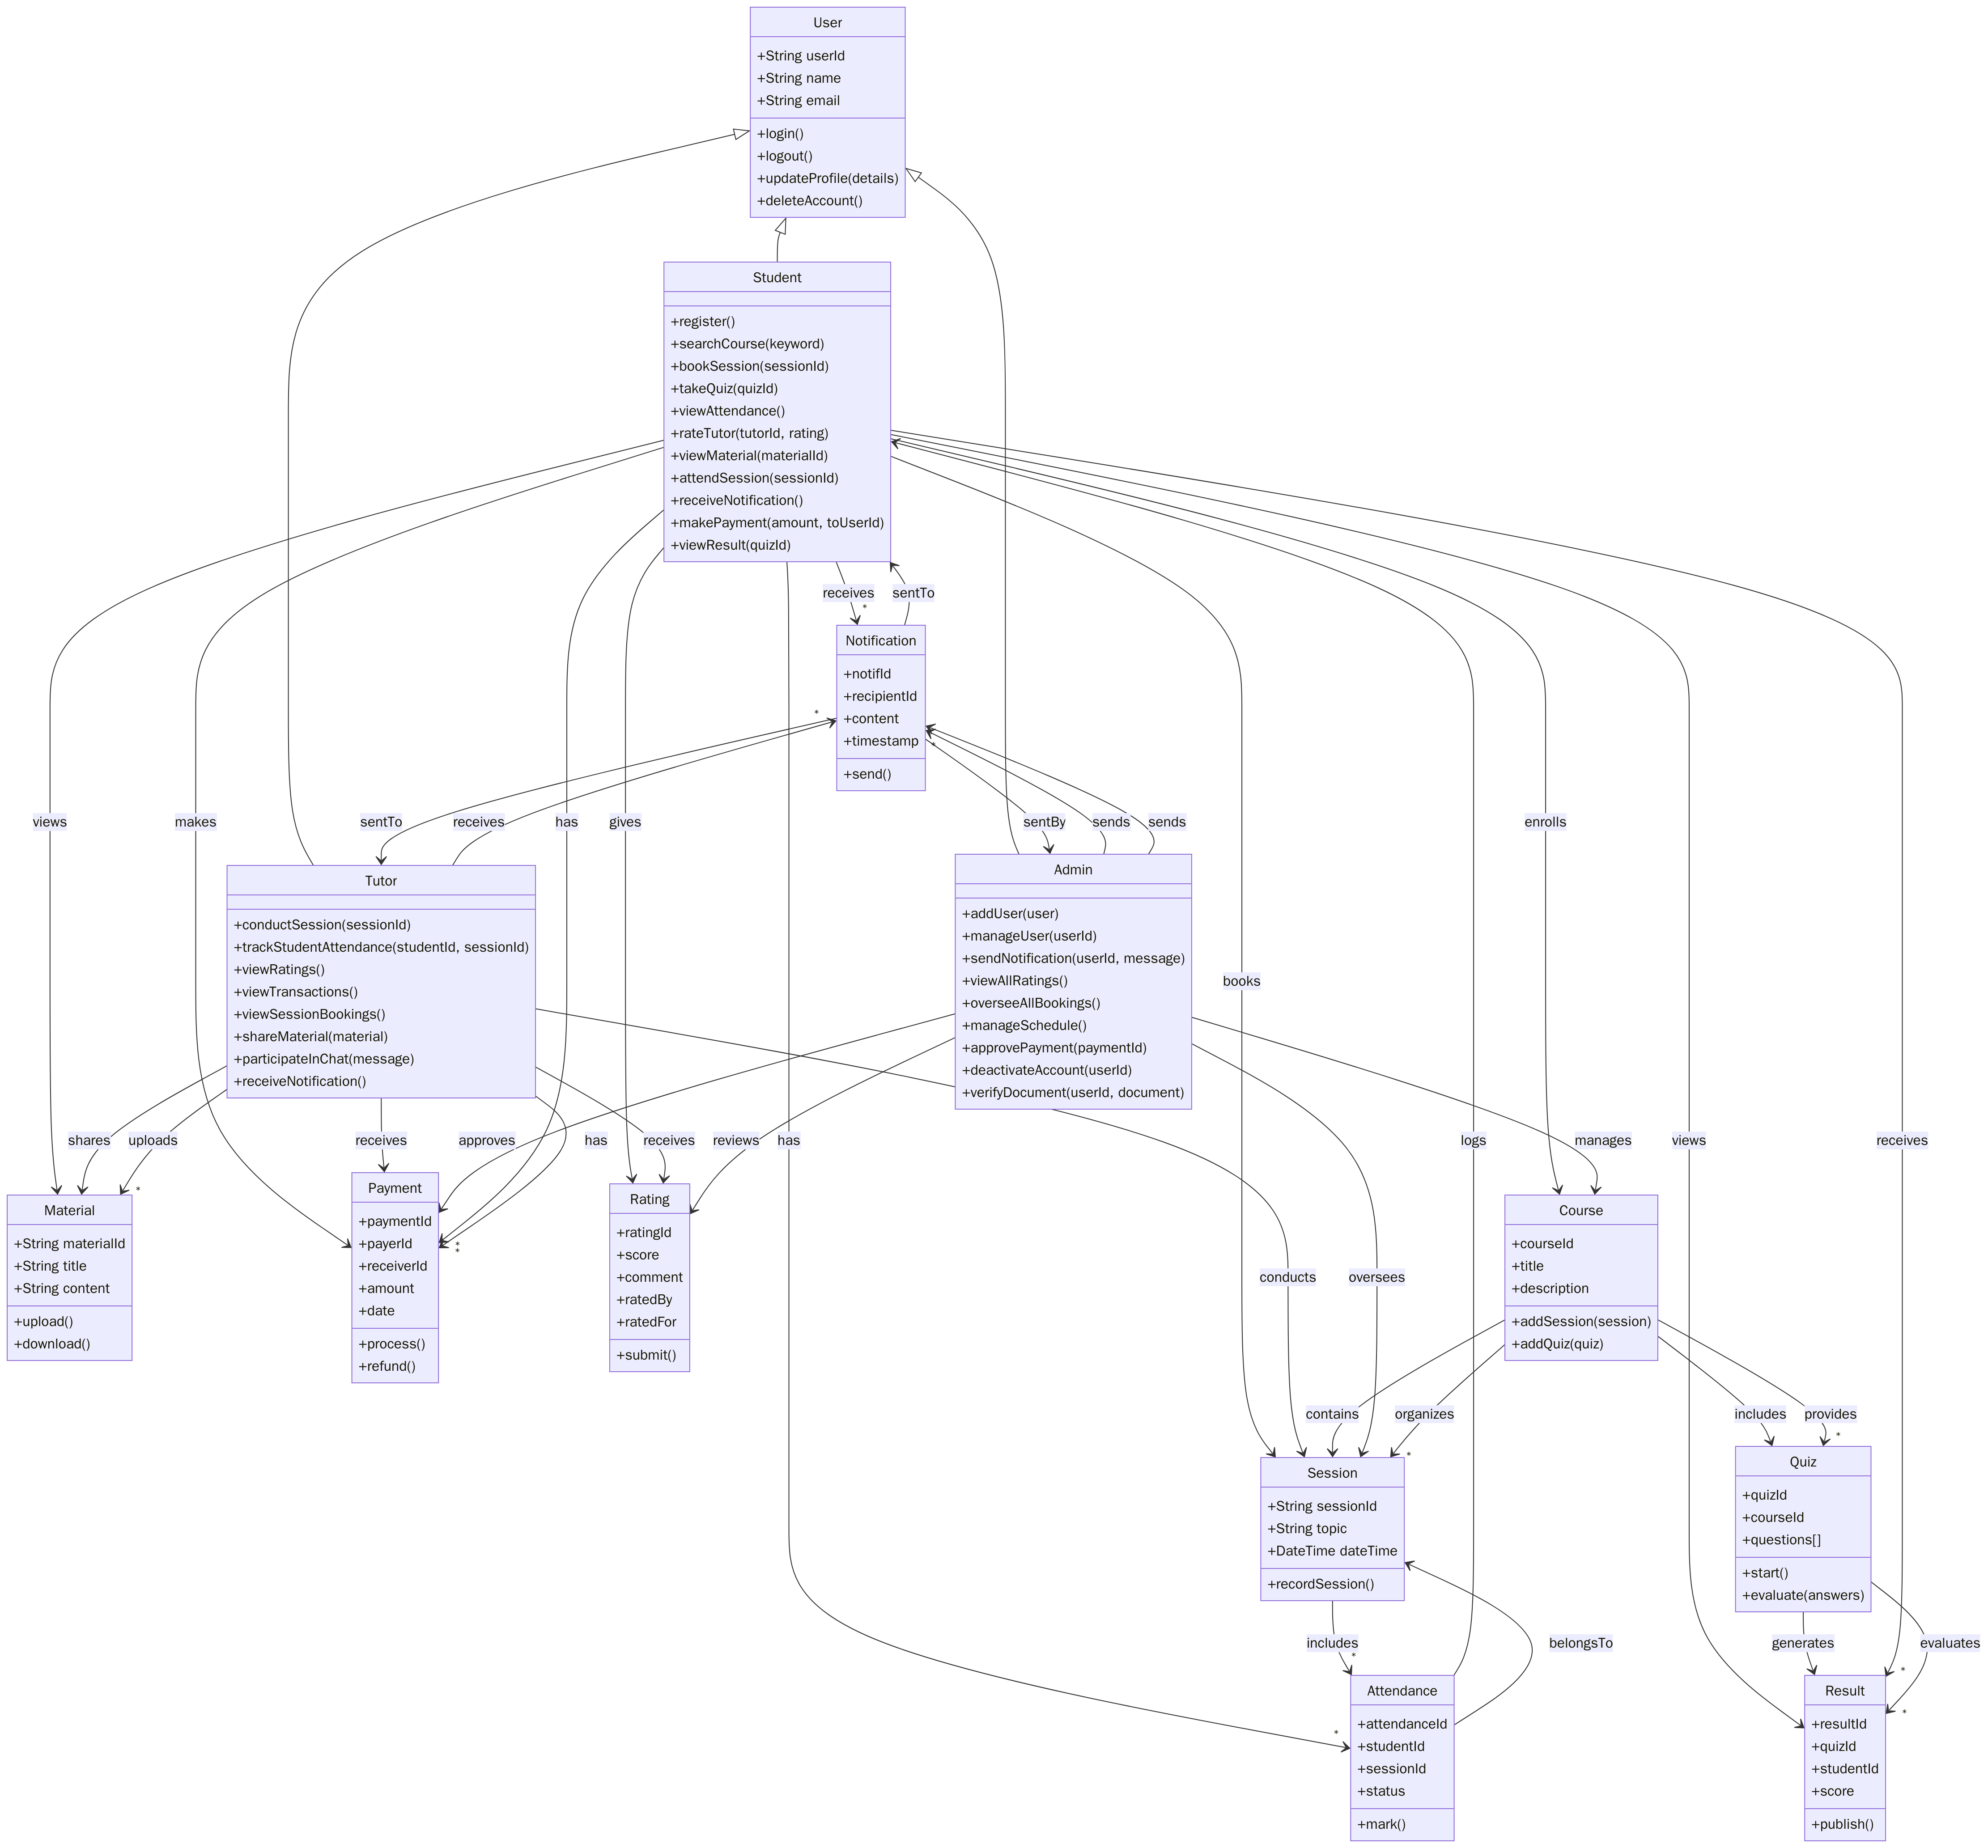 User
+String userId
+String name
+String email
+login()
+logout()
+updateProfile(details)
+deleteAccount()
Student
+register()
+searchCourse(keyword)
+bookSession(sessionId)
+takeQuiz(quizId)
+viewAttendance()
+rateTutor(tutorId, rating)
+viewMaterial(materialId)
+attendSession(sessionId)
+receiveNotification()
+makePayment(amount, toUserId)
+viewResult(quizId)
receives
*
sentTo
Notification
+notifId
+recipientId
+content
+timestamp
+send()
*
*
views
makes
sentTo
receives
has
gives
sentBy
sends
sends
enrolls
Tutor
+conductSession(sessionId)
+trackStudentAttendance(studentId, sessionId)
+viewRatings()
+viewTransactions()
+viewSessionBookings()
+shareMaterial(material)
+participateInChat(message)
+receiveNotification()
Admin
+addUser(user)
+manageUser(userId)
+sendNotification(userId, message)
+viewAllRatings()
+overseeAllBookings()
+manageSchedule()
+approvePayment(paymentId)
+deactivateAccount(userId)
+verifyDocument(userId, document)
books
shares
uploads
receives
approves
has
receives
reviews
has
logs
manages
views
receives
*
Material
+String materialId
+String title
+String content
+upload()
+download()
Payment
+paymentId
+payerId
+receiverId
+amount
+date
+process()
+refund()
*
*
Rating
+ratingId
+score
+comment
+ratedBy
+ratedFor
+submit()
conducts
oversees
Course
+courseId
+title
+description
+addSession(session)
+addQuiz(quiz)
contains
organizes
includes
provides
*
*
Session
+String sessionId
+String topic
+DateTime dateTime
+recordSession()
Quiz
+quizId
+courseId
+questions[]
+start()
+evaluate(answers)
includes
*
belongsTo
generates
evaluates
*
*
*
Attendance
+attendanceId
+studentId
+sessionId
+status
+mark()
Result
+resultId
+quizId
+studentId
+score
+publish()